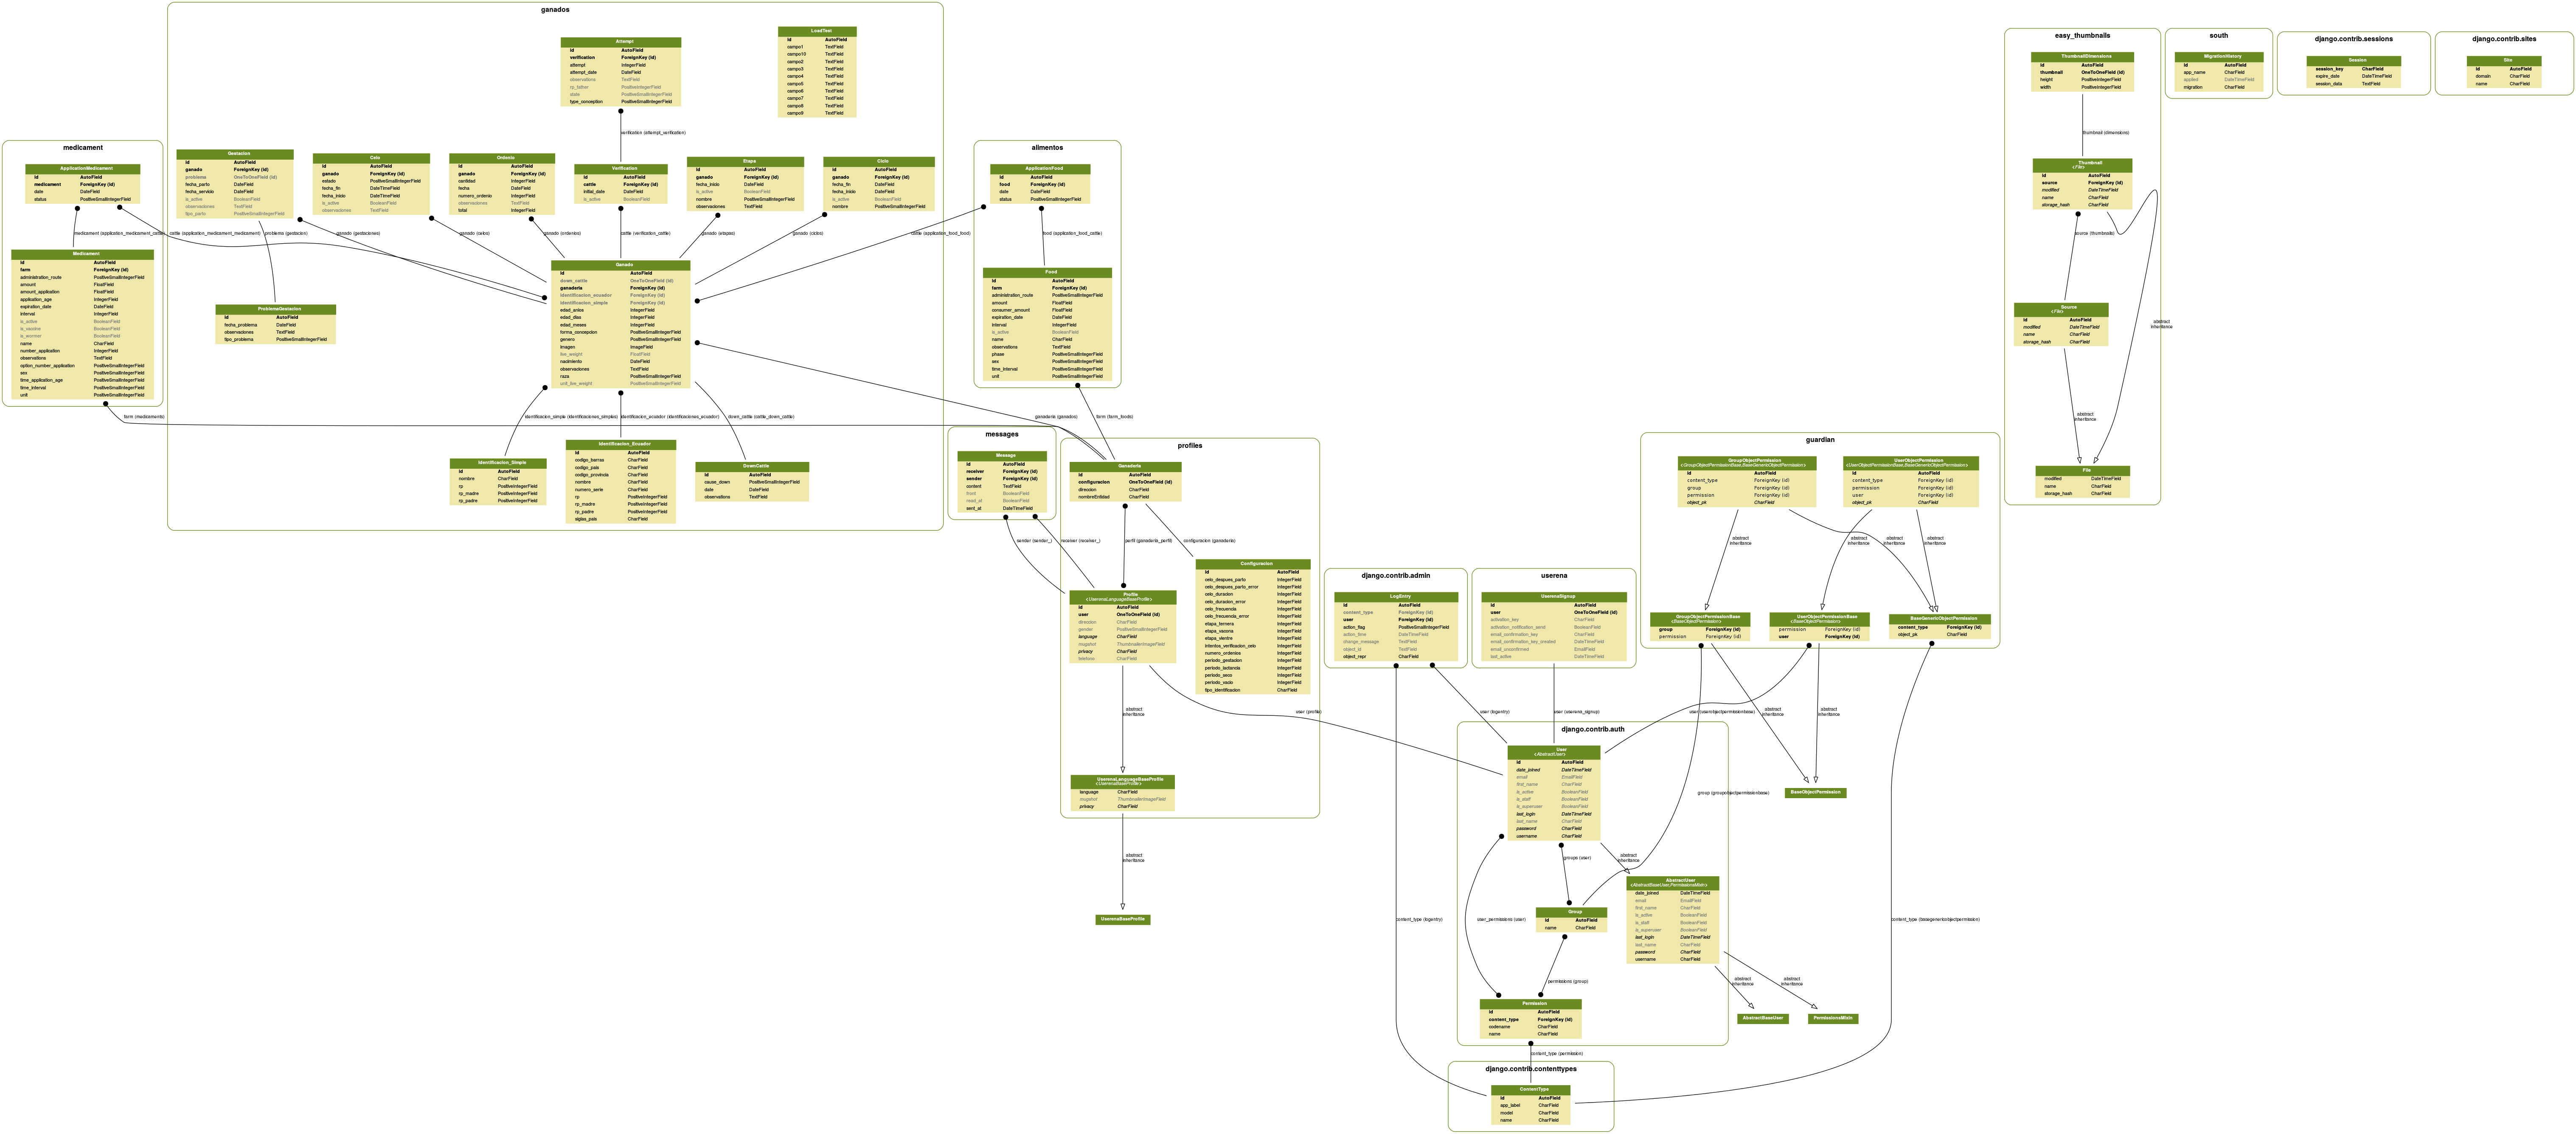 ganados
Attempt
id AutoField
verification ForeignKey (id)
attempt IntegerField
attempt_date DateField
observations TextField
rp_father PositiveIntegerField
state PositiveSmallIntegerField
type_conception PositiveSmallIntegerField
LoadTest
id AutoField
campo1 TextField
campo10 TextField
campo2 TextField
campo3 TextField
campo4 TextField
campo5 TextField
campo6 TextField
campo7 TextField
campo8 TextField
campo9 TextField
verification (attempt_verification)
Gestacion
id AutoField
ganado ForeignKey (id)
problema OneToOneField (id)
fecha_parto DateField
fecha_servicio DateField
is_active BooleanField
observaciones TextField
tipo_parto PositiveSmallIntegerField
Celo
id AutoField
ganado ForeignKey (id)
estado PositiveSmallIntegerField
fecha_fin DateTimeField
fecha_inicio DateTimeField
is_active BooleanField
observaciones TextField
Ordenio
id AutoField
ganado ForeignKey (id)
cantidad IntegerField
fecha DateField
numero_ordenio IntegerField
observaciones TextField
total IntegerField
Verification
id AutoField
cattle ForeignKey (id)
initial_date DateField
is_active BooleanField
Etapa
id AutoField
ganado ForeignKey (id)
fecha_inicio DateField
is_active BooleanField
nombre PositiveSmallIntegerField
observaciones TextField
Ciclo
id AutoField
ganado ForeignKey (id)
fecha_fin DateField
fecha_inicio DateField
is_active BooleanField
nombre PositiveSmallIntegerField
medicament
ApplicationMedicament
id AutoField
medicament ForeignKey (id)
date DateField
status PositiveSmallIntegerField
medicament (application_medicament_cattle)
cattle (application_medicament_medicament)
problema (gestacion)
ganado (gestaciones)
ganado (celos)
ganado (ordenios)
cattle (verification_cattle)
ganado (etapas)
ganado (ciclos)
cattle (application_food_food)
Medicament
id AutoField
farm ForeignKey (id)
administration_route PositiveSmallIntegerField
amount FloatField
amount_application FloatField
application_age IntegerField
expiration_date DateField
interval IntegerField
is_active BooleanField
is_vaccine BooleanField
is_wormer BooleanField
name CharField
number_application IntegerField
observations TextField
option_number_application PositiveSmallIntegerField
sex PositiveSmallIntegerField
time_application_age PositiveSmallIntegerField
time_interval PositiveSmallIntegerField
unit PositiveSmallIntegerField
farm (medicaments)
ProblemaGestacion
id AutoField
fecha_problema DateField
observaciones TextField
tipo_problema PositiveSmallIntegerField
Ganado
id AutoField
down_cattle OneToOneField (id)
ganaderia ForeignKey (id)
identificacion_ecuador ForeignKey (id)
identificacion_simple ForeignKey (id)
edad_anios IntegerField
edad_dias IntegerField
edad_meses IntegerField
forma_concepcion PositiveSmallIntegerField
genero PositiveSmallIntegerField
imagen ImageField
live_weight FloatField
nacimiento DateField
observaciones TextField
raza PositiveSmallIntegerField
unit_live_weight PositiveSmallIntegerField
identificacion_simple (identificaciones_simples)
identificacion_ecuador (identificaciones_ecuador)
down_cattle (cattle_down_cattle)
ganaderia (ganados)
Identificacion_Simple
id AutoField
nombre CharField
rp PositiveIntegerField
rp_madre PositiveIntegerField
rp_padre PositiveIntegerField
Identificacion_Ecuador
id AutoField
codigo_barras CharField
codigo_pais CharField
codigo_provincia CharField
nombre CharField
numero_serie CharField
rp PositiveIntegerField
rp_madre PositiveIntegerField
rp_padre PositiveIntegerField
siglas_pais CharField
DownCattle
id AutoField
cause_down PositiveSmallIntegerField
date DateField
observations TextField
alimentos
ApplicationFood
id AutoField
food ForeignKey (id)
date DateField
status PositiveSmallIntegerField
food (application_food_cattle)
Food
id AutoField
farm ForeignKey (id)
administration_route PositiveSmallIntegerField
amount FloatField
consumer_amount FloatField
expiration_date DateField
interval IntegerField
is_active BooleanField
name CharField
observations TextField
phase PositiveSmallIntegerField
sex PositiveSmallIntegerField
time_interval PositiveSmallIntegerField
unit PositiveSmallIntegerField
farm (farm_foods)
messages
Message
id AutoField
receiver ForeignKey (id)
sender ForeignKey (id)
content TextField
front BooleanField
read_at BooleanField
sent_at DateTimeField
sender (sender_)
receiver (receiver_)
profiles
Ganaderia
id AutoField
configuracion OneToOneField (id)
direccion CharField
nombreEntidad CharField
perfil (ganaderia_perfil)
configuracion (ganaderia)
Configuracion
id AutoField
celo_despues_parto IntegerField
celo_despues_parto_error IntegerField
celo_duracion IntegerField
celo_duracion_error IntegerField
celo_frecuencia IntegerField
celo_frecuencia_error IntegerField
etapa_ternera IntegerField
etapa_vacona IntegerField
etapa_vientre IntegerField
intentos_verificacion_celo IntegerField
numero_ordenios IntegerField
periodo_gestacion IntegerField
periodo_lactancia IntegerField
periodo_seco IntegerField
periodo_vacio IntegerField
tipo_identificacion CharField
Profile
<UserenaLanguageBaseProfile>
id AutoField
user OneToOneField (id)
direccion CharField
gender PositiveSmallIntegerField
language CharField
mugshot ThumbnailerImageField
privacy CharField
telefono CharField
abstract
inheritance
user (profile)
UserenaLanguageBaseProfile
<UserenaBaseProfile>
language CharField
mugshot ThumbnailerImageField
privacy CharField
abstract
inheritance
UserenaBaseProfile
django.contrib.admin
LogEntry
id AutoField
content_type ForeignKey (id)
user ForeignKey (id)
action_flag PositiveSmallIntegerField
action_time DateTimeField
change_message TextField
object_id TextField
object_repr CharField
user (logentry)
content_type (logentry)
userena
UserenaSignup
id AutoField
user OneToOneField (id)
activation_key CharField
activation_notification_send BooleanField
email_confirmation_key CharField
email_confirmation_key_created DateTimeField
email_unconfirmed EmailField
last_active DateTimeField
user (userena_signup)
django.contrib.auth
User
<AbstractUser>
id AutoField
date_joined DateTimeField
email EmailField
first_name CharField
is_active BooleanField
is_staff BooleanField
is_superuser BooleanField
last_login DateTimeField
last_name CharField
password CharField
username CharField
groups (user)
abstract
inheritance
user_permissions (user)
Group
id AutoField
name CharField
permissions (group)
AbstractUser
<AbstractBaseUser,PermissionsMixin>
date_joined DateTimeField
email EmailField
first_name CharField
is_active BooleanField
is_staff BooleanField
is_superuser BooleanField
last_login DateTimeField
last_name CharField
password CharField
username CharField
abstract
inheritance
abstract
inheritance
AbstractBaseUser
PermissionsMixin
Permission
id AutoField
content_type ForeignKey (id)
codename CharField
name CharField
content_type (permission)
django.contrib.contenttypes
ContentType
id AutoField
app_label CharField
model CharField
name CharField
guardian
GroupObjectPermission
<GroupObjectPermissionBase,BaseGenericObjectPermission>
id AutoField
content_type ForeignKey (id)
group ForeignKey (id)
permission ForeignKey (id)
object_pk CharField
UserObjectPermission
<UserObjectPermissionBase,BaseGenericObjectPermission>
id AutoField
content_type ForeignKey (id)
permission ForeignKey (id)
user ForeignKey (id)
object_pk CharField
abstract
inheritance
abstract
inheritance
abstract
inheritance
abstract
inheritance
GroupObjectPermissionBase
<BaseObjectPermission>
group ForeignKey (id)
permission ForeignKey (id)
UserObjectPermissionBase
<BaseObjectPermission>
permission ForeignKey (id)
user ForeignKey (id)
BaseGenericObjectPermission
content_type ForeignKey (id)
object_pk CharField
user (userobjectpermissionbase)
abstract
inheritance
abstract
inheritance
group (groupobjectpermissionbase)
BaseObjectPermission
content_type (basegenericobjectpermission)
easy_thumbnails
ThumbnailDimensions
id AutoField
thumbnail OneToOneField (id)
height PositiveIntegerField
width PositiveIntegerField
thumbnail (dimensions)
Thumbnail
<File>
id AutoField
source ForeignKey (id)
modified DateTimeField
name CharField
storage_hash CharField
source (thumbnails)
Source
<File>
id AutoField
modified DateTimeField
name CharField
storage_hash CharField
abstract
inheritance
abstract
inheritance
File
modified DateTimeField
name CharField
storage_hash CharField
south
MigrationHistory
id AutoField
app_name CharField
applied DateTimeField
migration CharField
django.contrib.sessions
Session
session_key CharField
expire_date DateTimeField
session_data TextField
django.contrib.sites
Site
id AutoField
domain CharField
name CharField